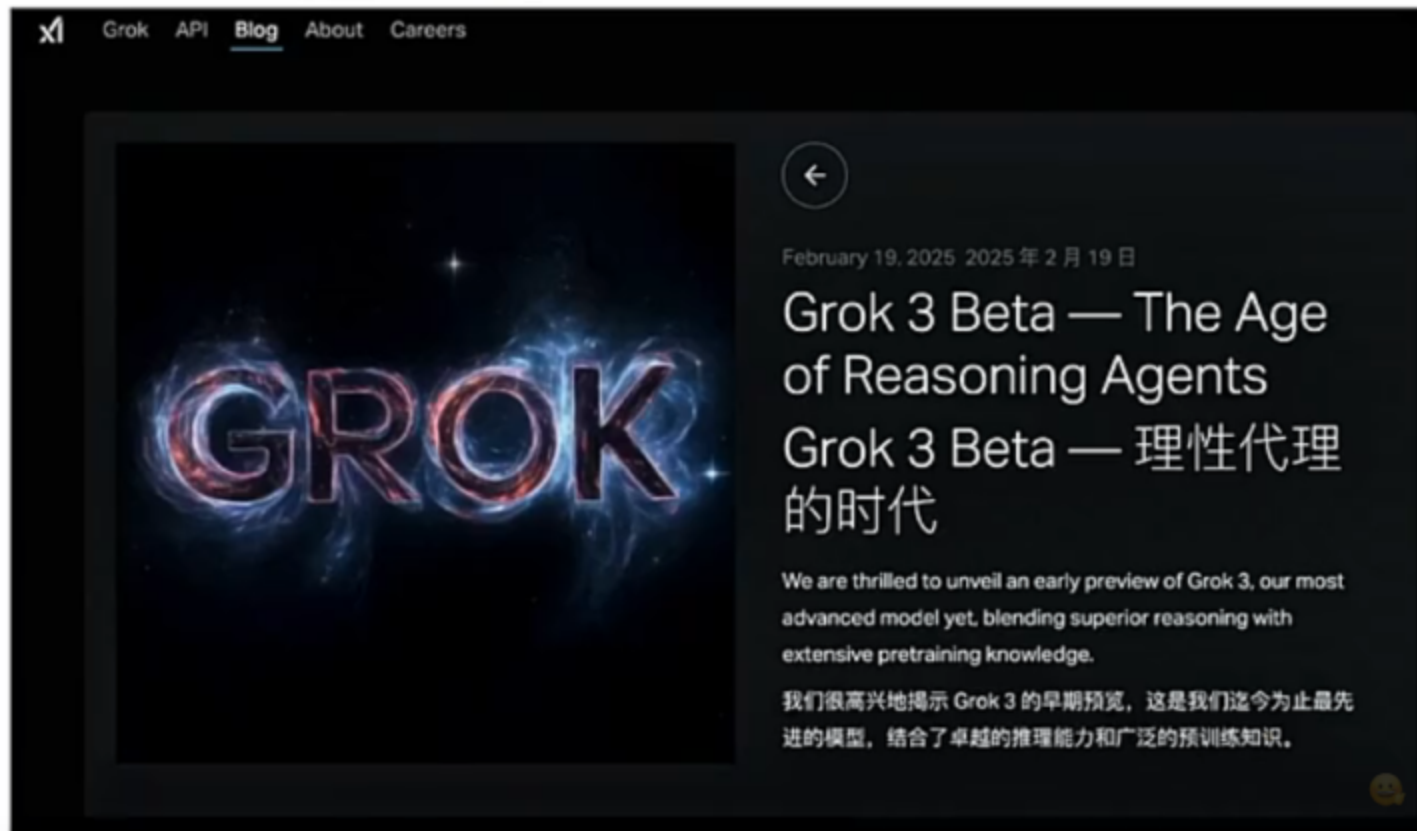 xI
Grok API Blog About Careers
GROK
February 19, 2025 2025 年 2 月 19 日
Grok 3 Beta — The Age
of Reasoning Agents
Grok 3 Beta — 理性代理
的时代
We are thrilled to unveil an early preview of Grok 3, our most
advanced model yet, blending superior reasoning with
extensive pretraining knowledge.
我们很高兴地揭示 Grok 3 的早期预览，这是我们迄今为止最先
进的模型，结合了卓越的推理能力和广泛的预训练知识。